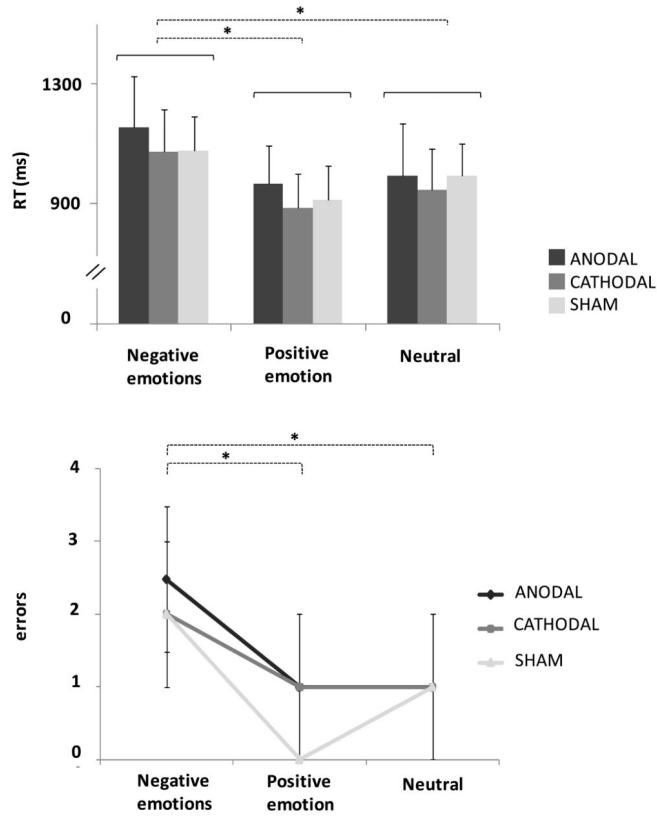 *
*
1300
RT (ms)
900
0
ANODAL
CATHODAL
SHAM
Negative
emotions
Positive
emotion
Neutral
*
*
4
3
errors
2
1
0
ANODAL
CATHODAL
SHAM
Negative
emotions
Positive
emotion
Neutral